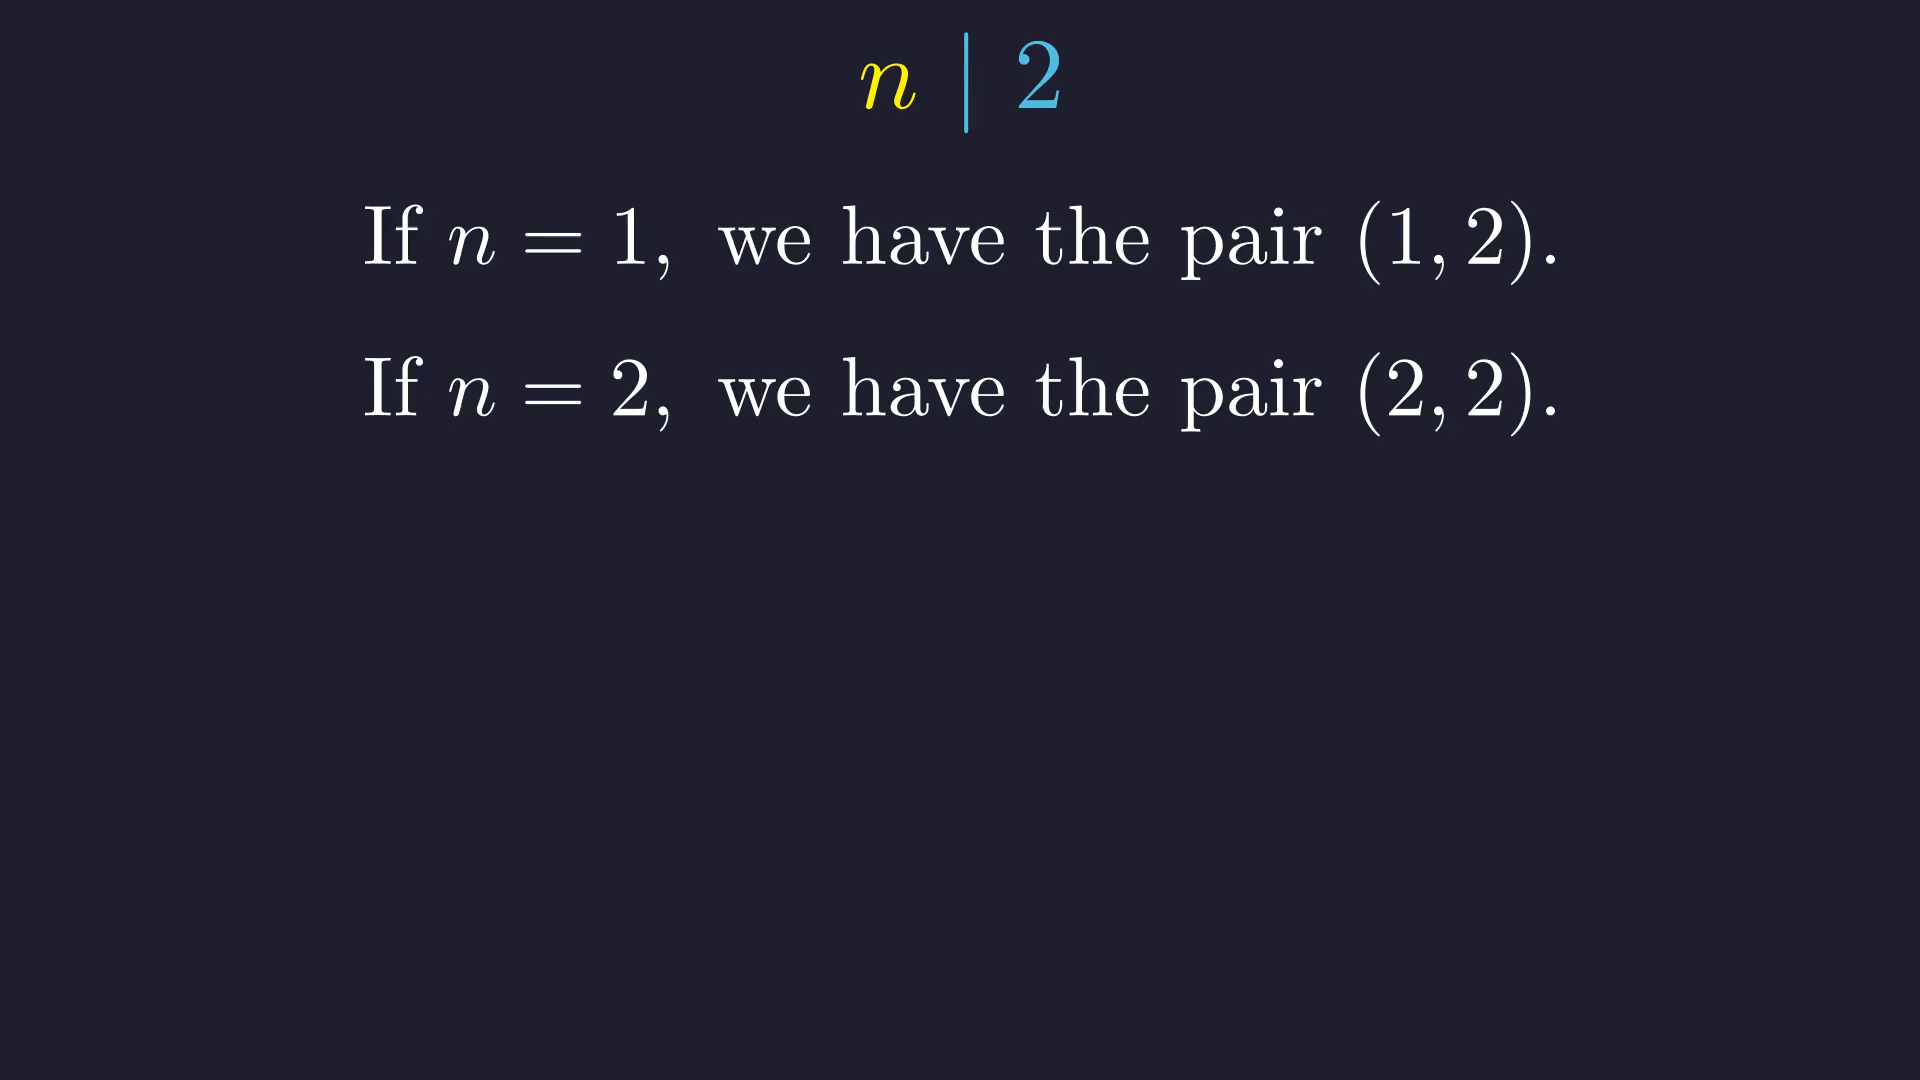 n | 2
If n = 1, we have the pair (1, 2).
If n = 2, we have the pair (2, 2).